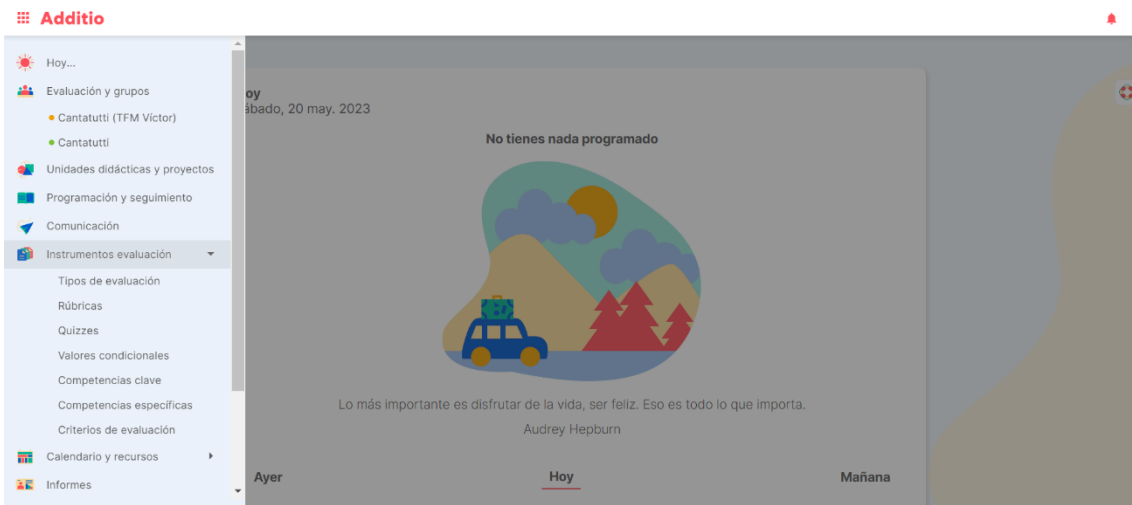 Additio
Hoy...
Evaluación y grupos
Cantatutti (TFM Víctor)
Cantatutti
Unidades didácticas y proyectos
Programación y seguimiento
Comunicación
Instrumentos evaluación
Tipos de evaluación
Rúbricas
Quizzes
Valores condicionales
Competencias clave
Competencias específicas
Criterios de evaluación
Calendario y recursos
Informes
oy
ábado, 20 may. 2023
No tienes nada programado
Lo más importante es disfrutar de la vida, ser feliz. Eso es todo lo que importa.
Audrey Hepburn
Ayer Hoy Mañana